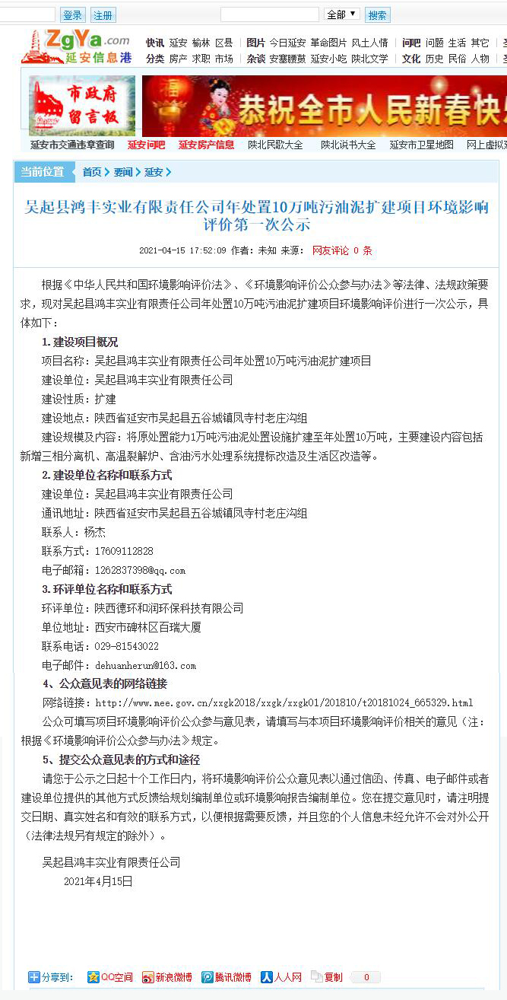 登录 注册 全部 ▼ 搜索
ZgYa.com
延安信息港
快讯 延安 榆林 区县 图片 今日延安 革命图片 风土人情 问吧 问题 生活 其它
分类 房产 求职 市场 杂谈 安塞腰鼓 延安小吃 陕北文学 文化 历史 民俗 人物
市政府
留言板
福
恭祝全市人民新春快
延安市交通违章查询 延安问吧 延安房产信息 陕北民歌大全 陕北说书大全 延安市卫星地图 网上虚拟
当前位置 首页 要闻 延安
吴起县鸿丰实业有限责任公司年处置10万吨污油泥扩建项目环境影响
评价第一次公示
2021-04-15 17:52:09 作者：未知 来源： 网友评论 0 条
根据《中华人民共和国环境影响评价法》、《环境影响评价公众参与办法》等法律、法规政策要
求，现对吴起县鸿丰实业有限责任公司年处置10万吨污油泥扩建项目环境影响评价进行一次公示，具
体如下：
1.建设项目概况
项目名称：吴起县鸿丰实业有限责任公司年处置10万吨污油泥扩建项目
建设单位：吴起县鸿丰实业有限责任公司
建设性质：扩建
建设地点：陕西省延安市吴起县五谷城镇凤寺村老庄沟组
建设规模及内容：将原处置能力1万吨污油泥处置设施扩建至年处置10万吨，主要建设内容包括
新增三相分离机、高温裂解炉、含油污水处理系统提标改造及生活区改造等。
2.建设单位名称和联系方式
建设单位：吴起县鸿丰实业有限责任公司
通讯地址：陕西省延安市吴起县五谷城镇凤寺村老庄沟组
联系人：杨杰
联系方式：17609112828
电子邮箱：1262837398@qq.com
3.环评单位名称和联系方式
环评单位：陕西德环和润环保科技有限公司
单位地址：西安市碑林区百瑞大厦
联系电话：029-81543022
电子邮件：dehuanherun@163.com
4、公众意见表的网络链接
网络链接：http://www.mee.gov.cn/xxgk2018/xxgk/xxgk01/201810/t20181024_665329.html
公众可填写项目环境影响评价公众参与意见表，请填写与本项目环境影响评价相关的意见（注：
根据《环境影响评价公众参与办法》规定。
5、提交公众意见表的方式和途径
请您于公示之日起十个工作日内，将环境影响评价公众意见表以通过信函、传真、电子邮件或者
建设单位提供的其他方式反馈给规划编制单位或环境影响报告编制单位。您在提交意见时，请注明提
交日期、真实姓名和有效的联系方式，以便根据需要反馈，并且您的个人信息未经允许不会对外公开
（法律法规另有规定的除外）。
吴起县鸿丰实业有限责任公司
2021年4月15日
分享到： QQ空间 新浪微博 腾讯微博 人人网 复制 0